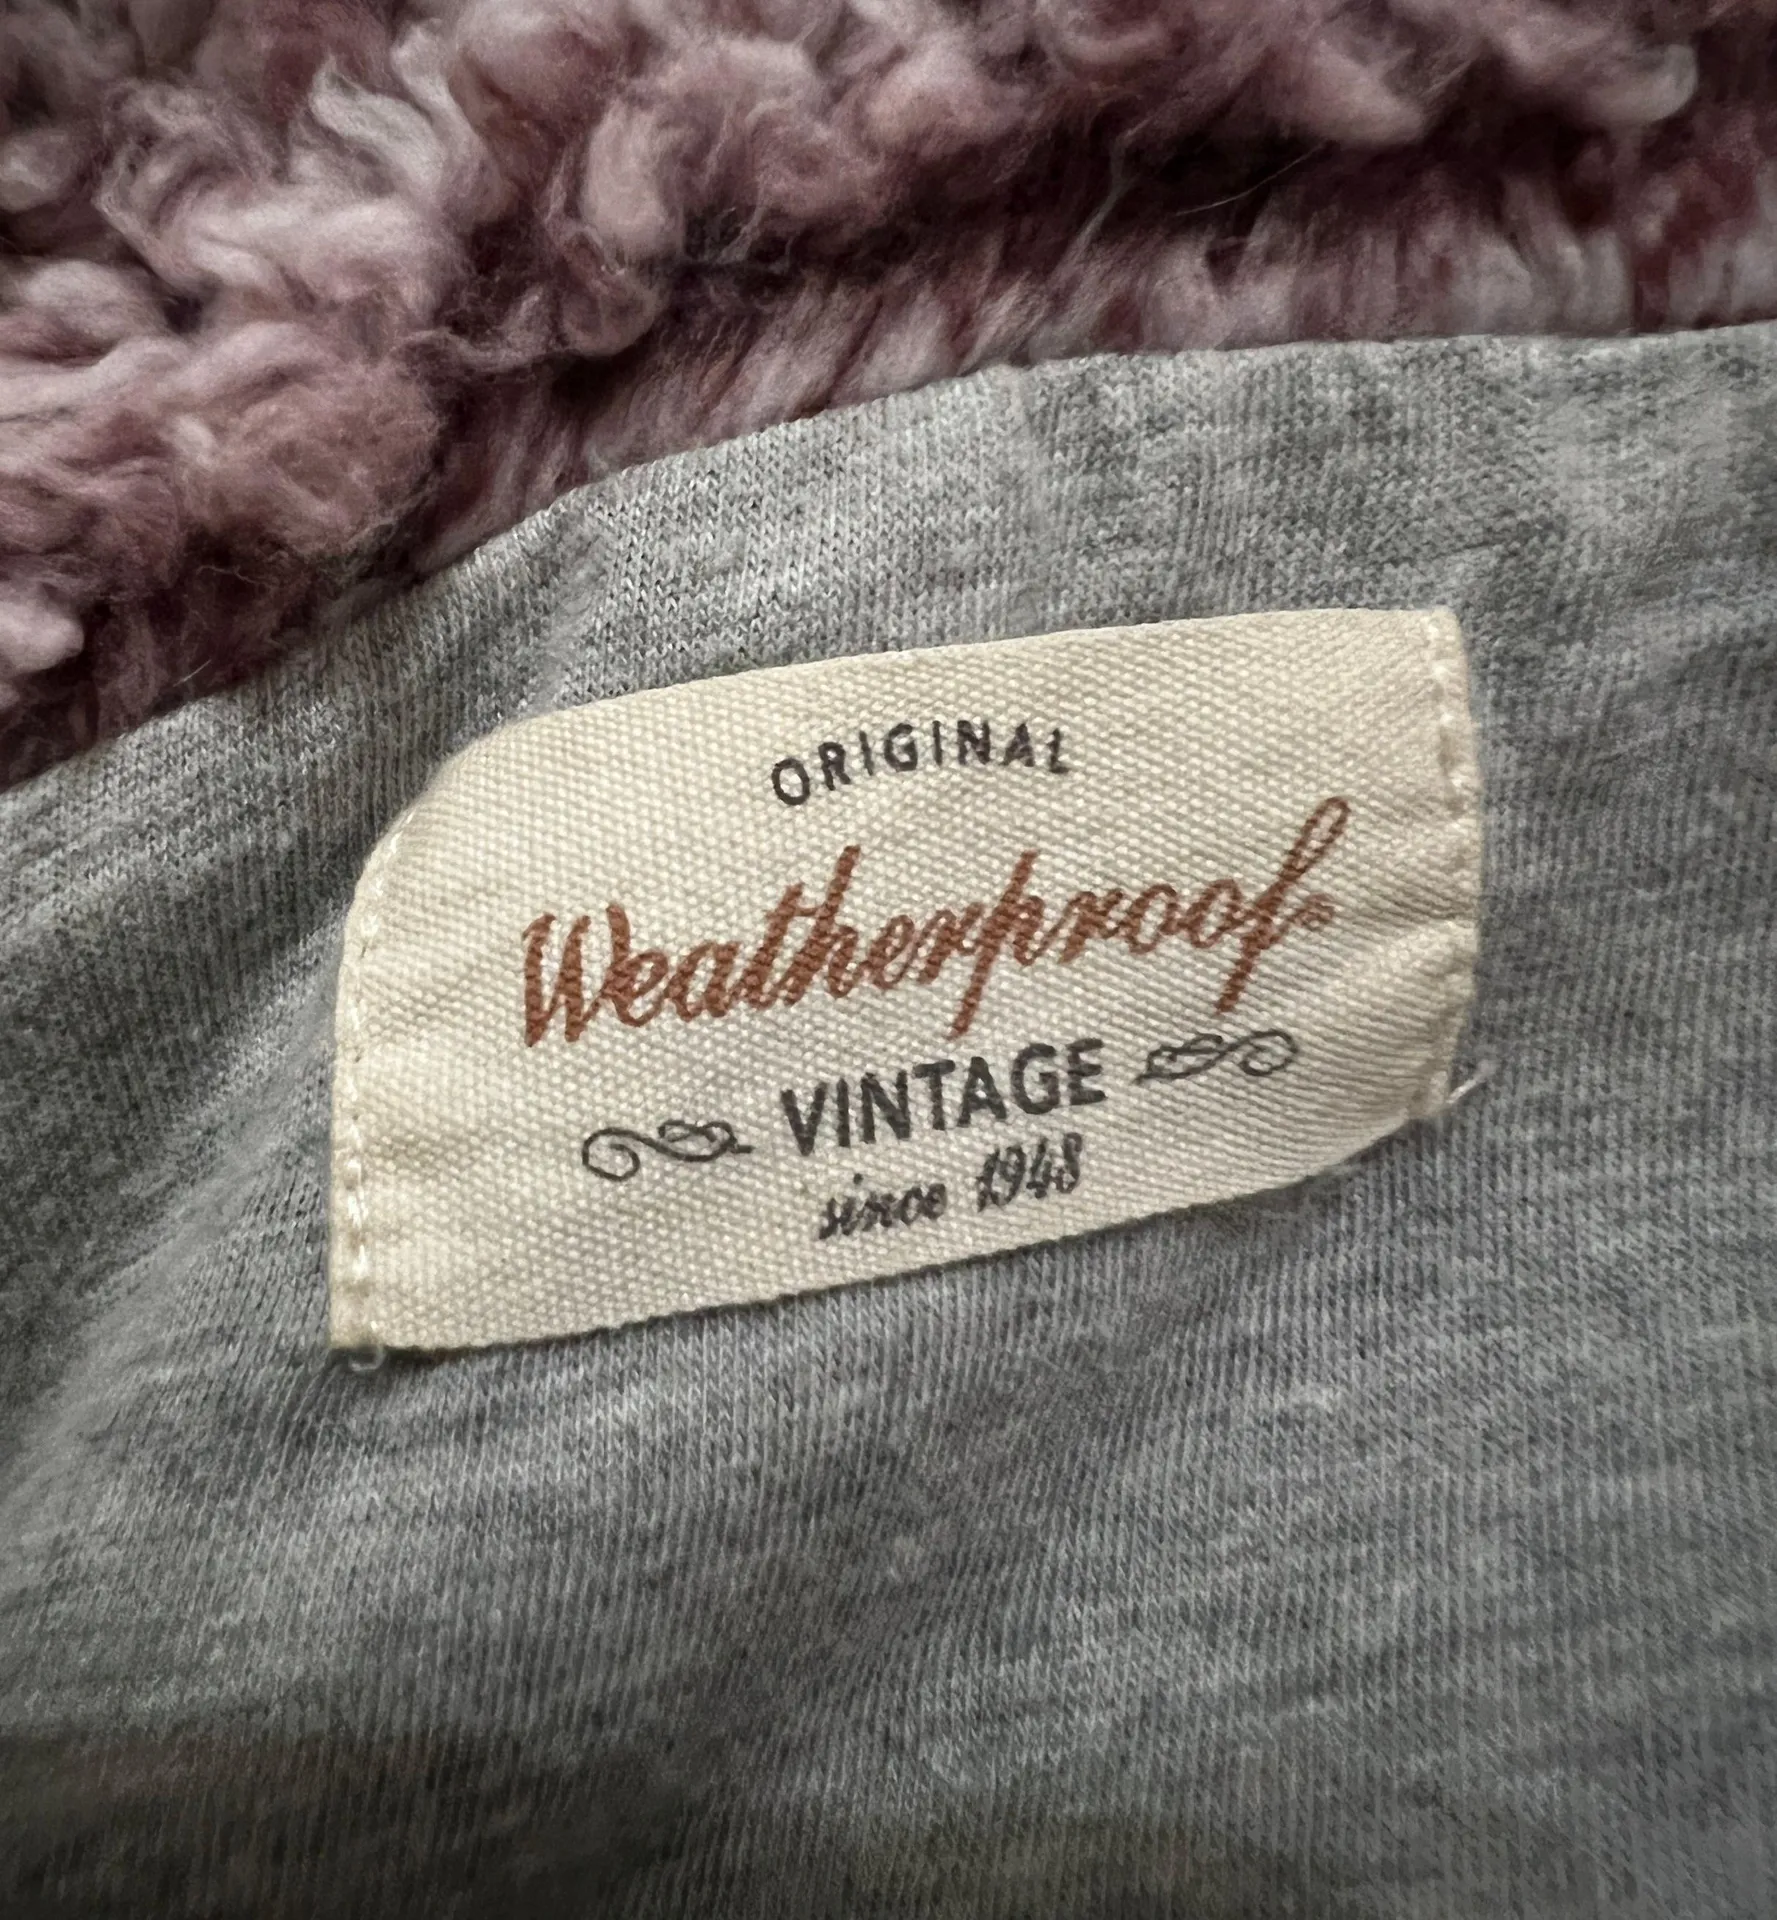 ORIGINAL
Weatherproof
VINTAGE
since 1948